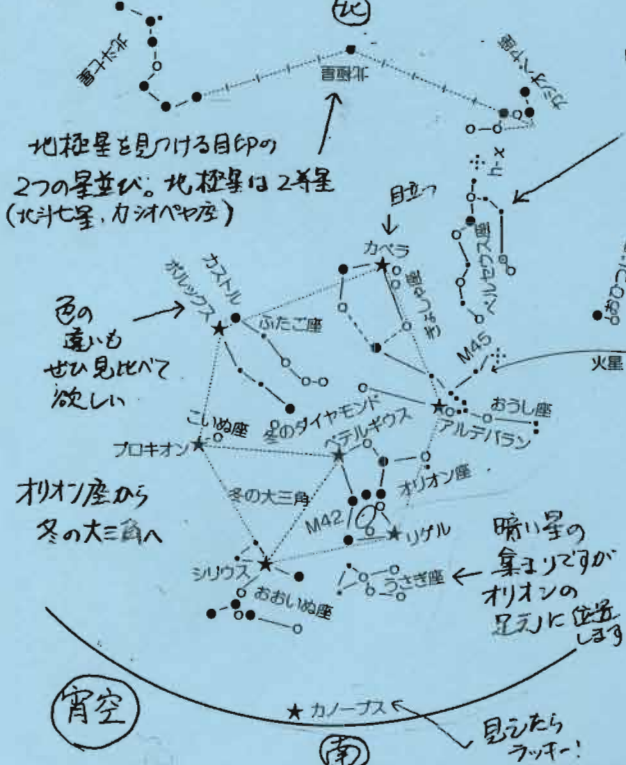 北
北斗七星
北極星
カシオペヤ座
地極星を見つける目印の
2つの星並び。地極星は2等星
(北斗七星、カシオペヤ座)
h-χ
ペルセウス座
目立つ
カペラ
ぎょしゃ座
カストル
ポルックス
ふたご座
色の
違いも
ぜひ見比べて
欲しい
M45
火星
おうし座
アルデバラン
冬のダイヤモンド
こいぬ座
プロキオン
ベテルギウス
オリオン座
オリオン座から
冬の大三角へ
冬の大三角
M42
リゲル
シリウス
うさぎ座
おおいぬ座
暗い星の
集まりですが
オリオンの
足元に位置
します
宵空
カノープス
見えたら
ラッキー!
南